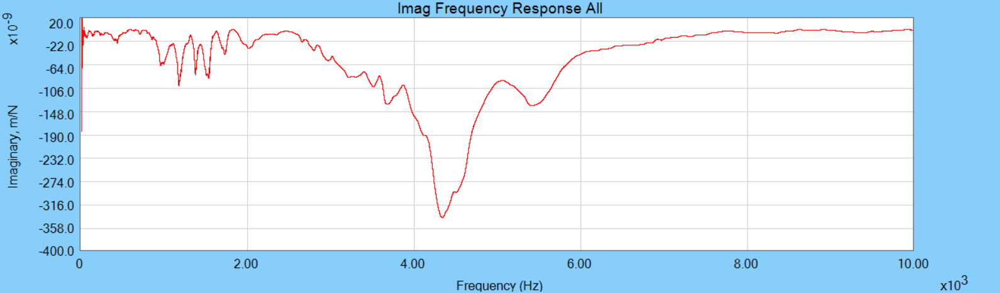 Imag Frequency Response All
x10-9
20.0
-22.0
-64.0
-106.0
-148.0
-190.0
-232.0
-274.0
-316.0
-358.0
-400.0
Imaginary, m/N
0 2.00 4.00 6.00 8.00 10.00
Frequency (Hz)
x103